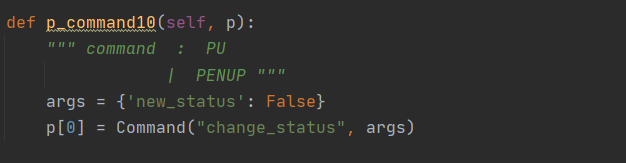 def p_command10(self, p):
""" command  :  PU
|  PENUP """
args = {'new_status': False}
p[0] = Command("change_status", args)